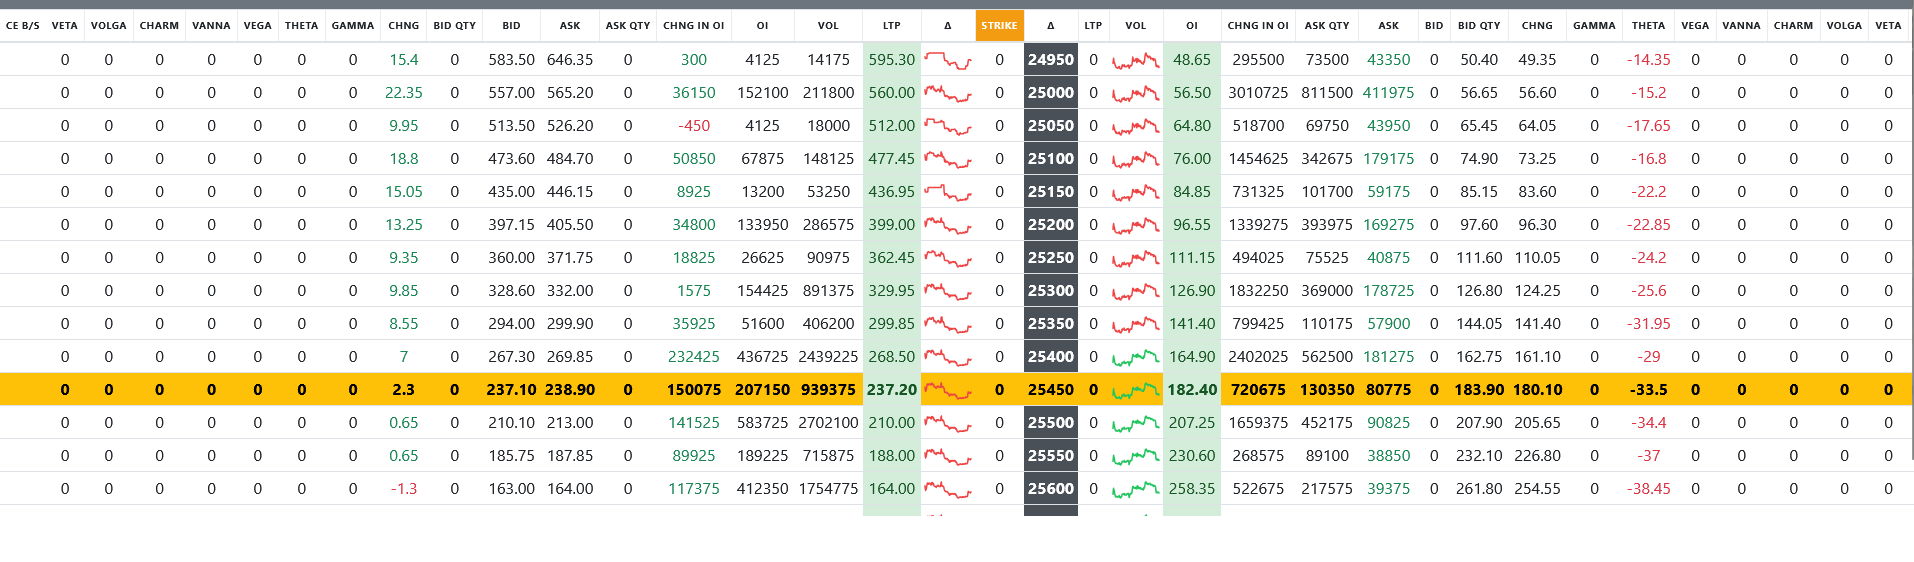 CE B/S VETA VOLGA CHARM VANNA VEGA THETA GAMMA CHNG BID QTY BID ASK ASK QTY CHNG IN OI OI VOL LTP Δ STRIKE Δ LTP VOL OI CHNG IN OI ASK QTY ASK BID BID QTY CHNG GAMMA THETA VEGA VANNA CHARM VOLGA VETA
0 0 0 0 0 0 0 15.4 0 583.50 646.35 0 300 4125 14175 595.30 0 24950 0 48.65 295500 73500 43350 0 50.40 49.35 0 -14.35 0 0 0 0 0
0 0 0 0 0 0 0 22.35 0 557.00 565.20 0 36150 152100 211800 560.00 0 25000 0 56.50 3010725 811500 411975 0 56.65 56.60 0 -15.2 0 0 0 0 0
0 0 0 0 0 0 0 9.95 0 513.50 526.20 0 -450 4125 18000 512.00 0 25050 0 64.80 518700 69750 43950 0 65.45 64.05 0 -17.65 0 0 0 0 0
0 0 0 0 0 0 0 18.8 0 473.60 484.70 0 50850 67875 148125 477.45 0 25100 0 76.00 1454625 342675 179175 0 74.90 73.25 0 -16.8 0 0 0 0 0
0 0 0 0 0 0 0 15.05 0 435.00 446.15 0 8925 13200 53250 436.95 0 25150 0 84.85 731325 101700 59175 0 85.15 83.60 0 -22.2 0 0 0 0 0
0 0 0 0 0 0 0 13.25 0 397.15 405.50 0 34800 133950 286575 399.00 0 25200 0 96.55 1339275 393975 169275 0 97.60 96.30 0 -22.85 0 0 0 0 0
0 0 0 0 0 0 0 9.35 0 360.00 371.75 0 18825 26625 90975 362.45 0 25250 0 111.15 494025 75525 40875 0 111.60 110.05 0 -24.2 0 0 0 0 0
0 0 0 0 0 0 0 9.85 0 328.60 332.00 0 1575 154425 891375 329.95 0 25300 0 126.90 1832250 369000 178725 0 126.80 124.25 0 -25.6 0 0 0 0 0
0 0 0 0 0 0 0 8.55 0 294.00 299.90 0 35925 51600 406200 299.85 0 25350 0 141.40 799425 110175 57900 0 144.05 141.40 0 -31.95 0 0 0 0 0
0 0 0 0 0 0 0 7 0 267.30 269.85 0 232425 436725 2439225 268.50 0 25400 0 164.90 2402025 562500 181275 0 162.75 161.10 0 -29 0 0 0 0 0
0 0 0 0 0 0 0 2.3 0 237.10 238.90 0 150075 207150 939375 237.20 0 25450 0 182.40 720675 130350 80775 0 183.90 180.10 0 -33.5 0 0 0 0 0
0 0 0 0 0 0 0 0.65 0 210.10 213.00 0 141525 583725 2702100 210.00 0 25500 0 207.25 1659375 452175 90825 0 207.90 205.65 0 -34.4 0 0 0 0 0
0 0 0 0 0 0 0 0.65 0 185.75 187.85 0 89925 189225 715875 188.00 0 25550 0 230.60 268575 89100 38850 0 232.10 226.80 0 -37 0 0 0 0 0
0 0 0 0 0 0 0 -1.3 0 163.00 164.00 0 117375 412350 1754775 164.00 0 25600 0 258.35 522675 217575 39375 0 261.80 254.55 0 -38.45 0 0 0 0 0